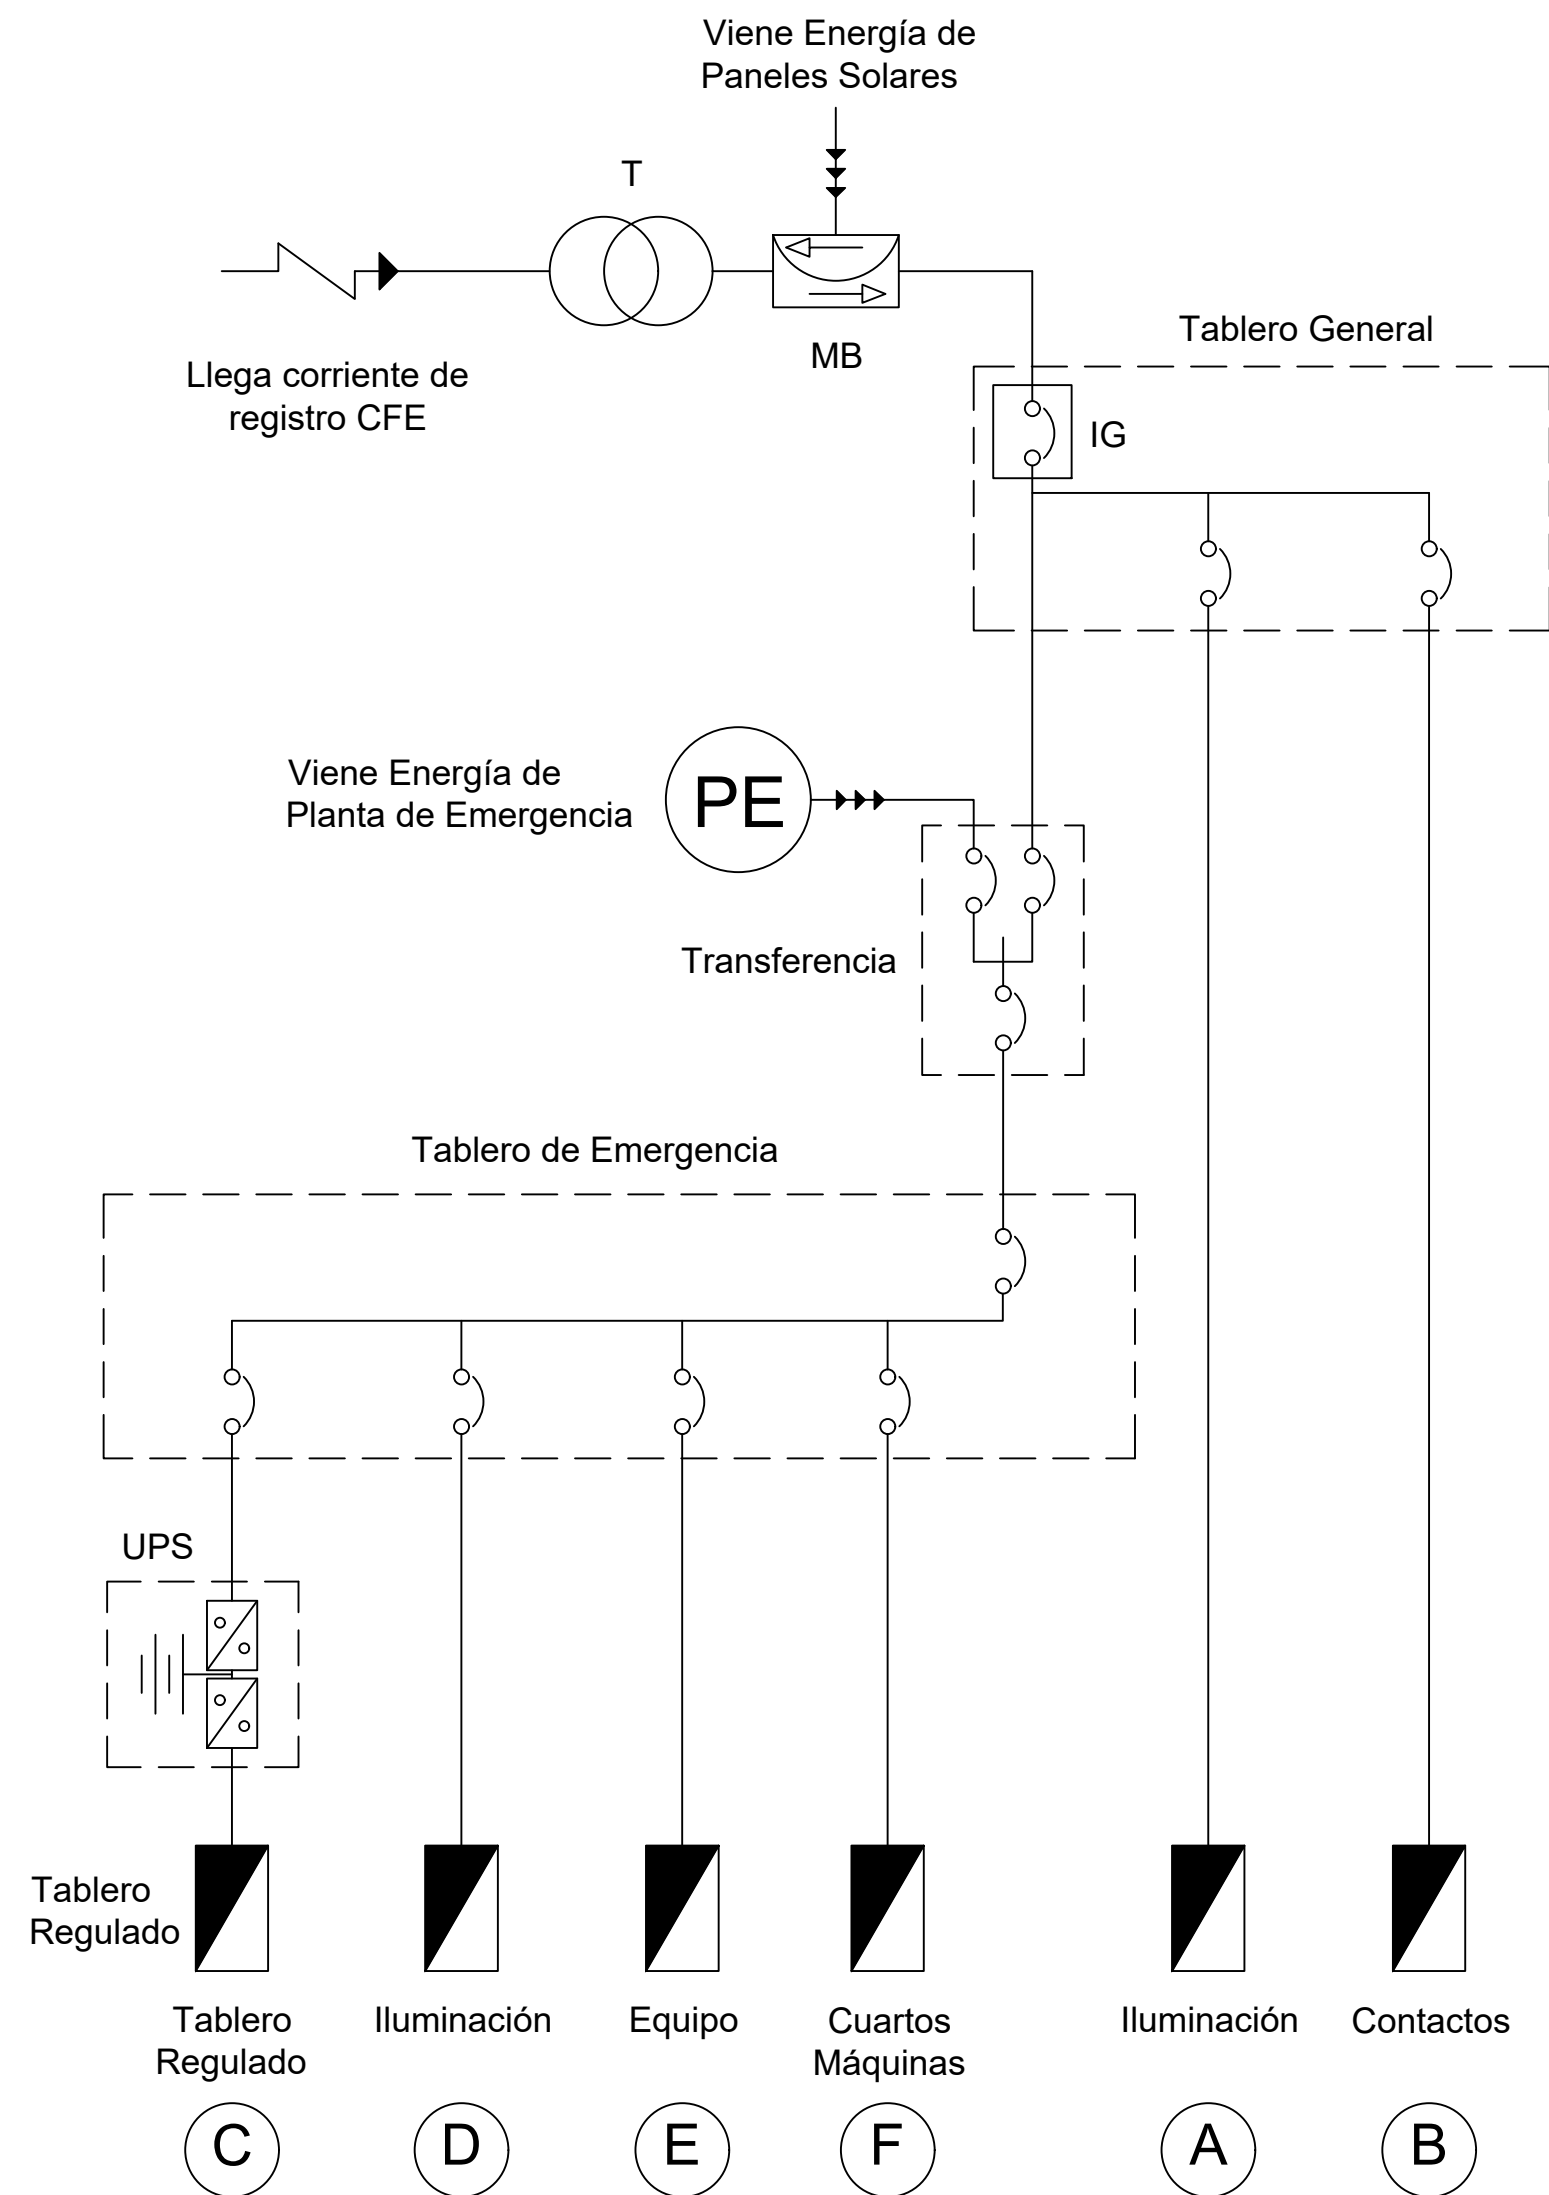 Viene Energía de
Paneles Solares
T
MB
Llega corriente de
registro CFE
Tablero General
IG
Viene Energía de
Planta de Emergencia
PE
Transferencia
Tablero de Emergencia
UPS
Tablero
Regulado
Tablero
Regulado
Iluminación
Equipo
Cuartos
Máquinas
Iluminación
Contactos
C
D
E
F
A
B